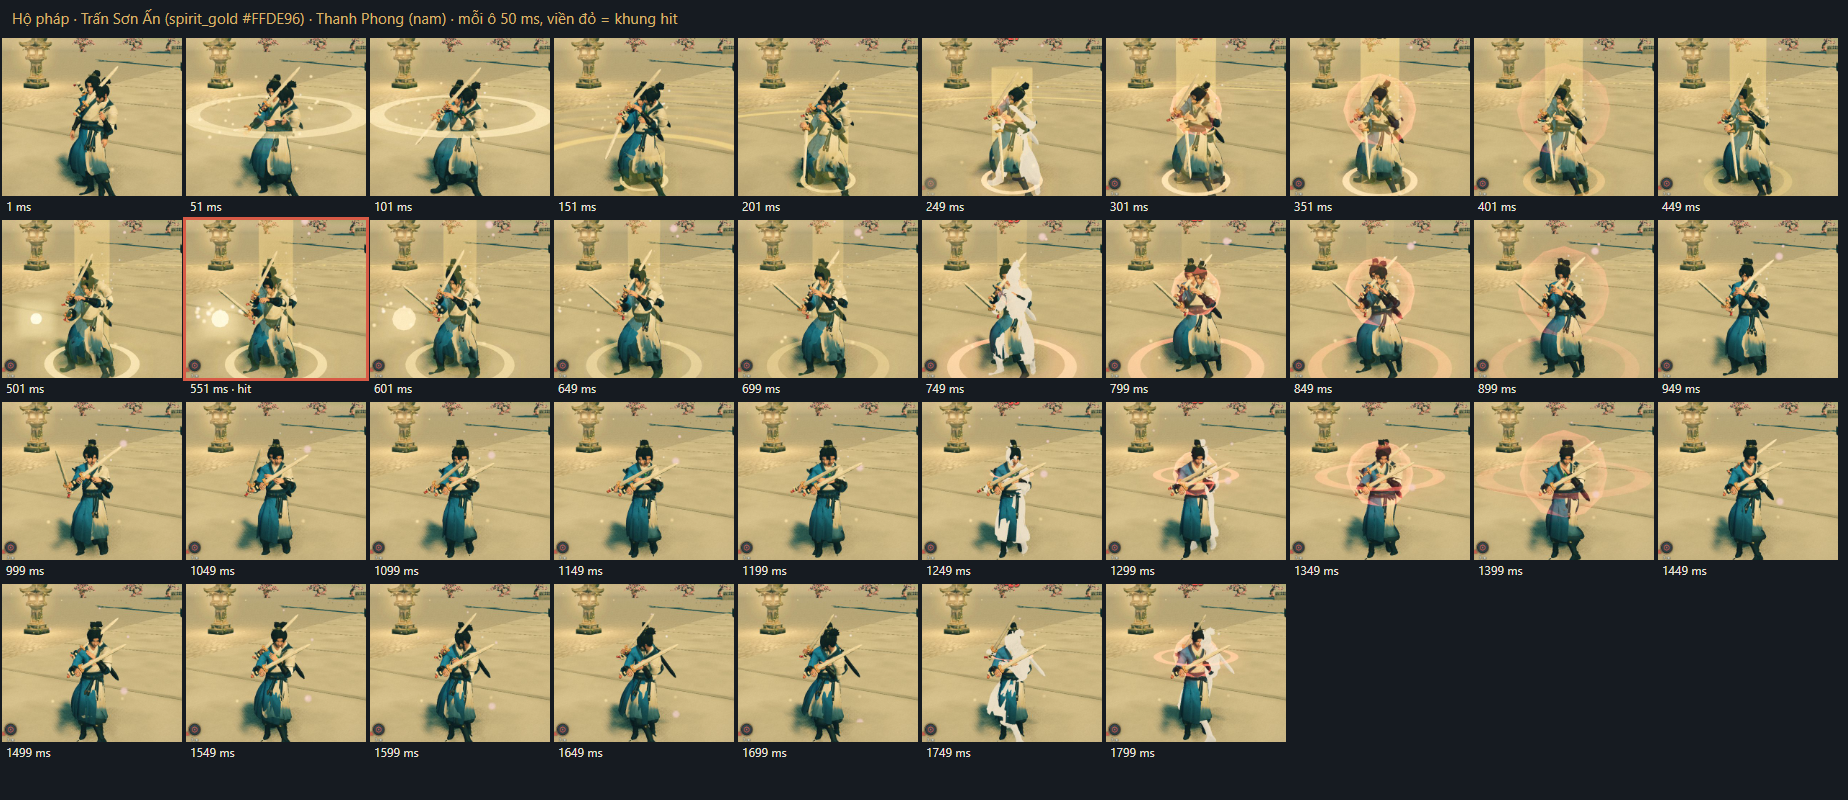 Hộ pháp · Trấn Sơn Ấn (spirit_gold #FFDE96) · Thanh Phong (nam) · mỗi ô 50 ms, viền đỏ = khung hit
1 ms
51 ms
101 ms
151 ms
201 ms
249 ms
301 ms
351 ms
401 ms
449 ms
501 ms
551 ms · hit
601 ms
649 ms
699 ms
749 ms
799 ms
849 ms
899 ms
949 ms
999 ms
1049 ms
1099 ms
1149 ms
1199 ms
1249 ms
1299 ms
1349 ms
1399 ms
1449 ms
1499 ms
1549 ms
1599 ms
1649 ms
1699 ms
1749 ms
1799 ms